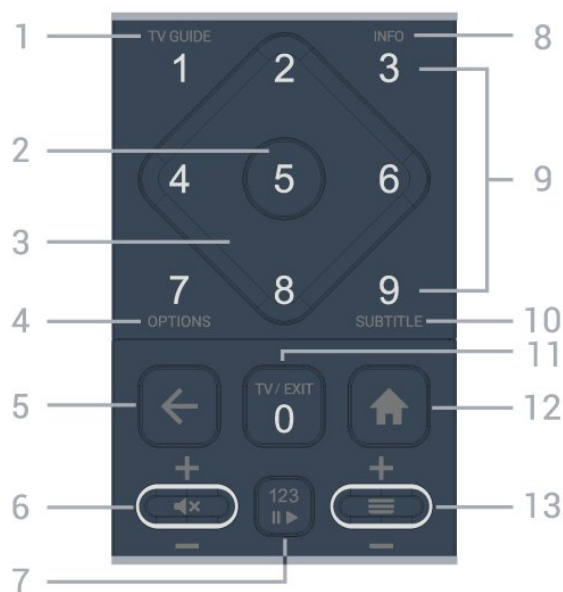 1 TV GUIDE INFO 8
1 2 3
2 9
4 5 6
3
7 8 9
4 OPTIONS SUBTITLE 10
11
5 TV / EXIT 12
0
+ +
6 123 13
− −
7